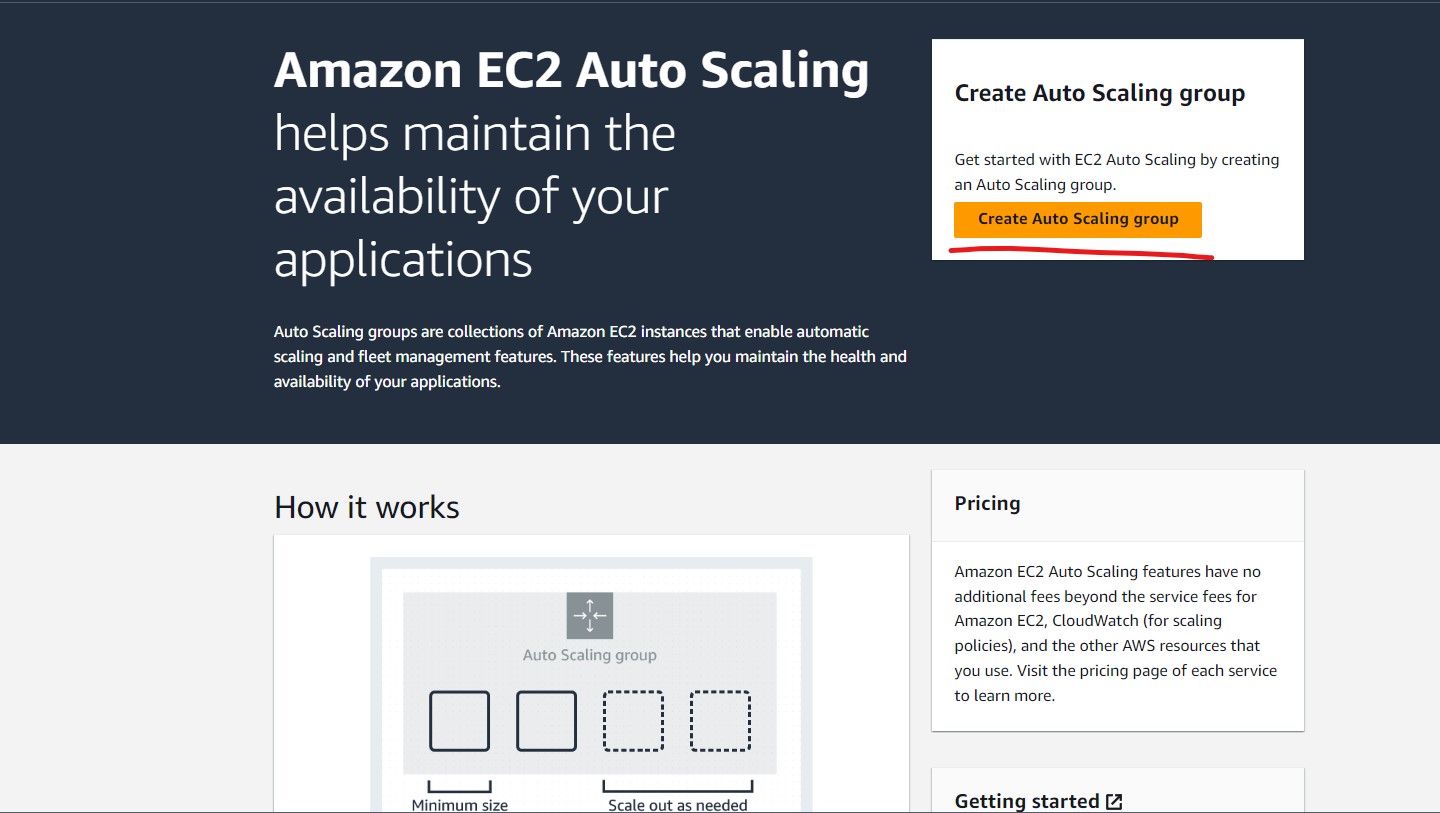 Amazon EC2 Auto Scaling
helps maintain the
availability of your
applications
Auto Scaling groups are collections of Amazon EC2 instances that enable automatic
scaling and fleet management features. These features help you maintain the health and
availability of your applications.
Create Auto Scaling group
Get started with EC2 Auto Scaling by creating
an Auto Scaling group.
Create Auto Scaling group
How it works
Auto Scaling group
Minimum size
Scale out as needed
Pricing
Amazon EC2 Auto Scaling features have no
additional fees beyond the service fees for
Amazon EC2, CloudWatch (for scaling
policies), and the other AWS resources that
you use. Visit the pricing page of each service
to learn more.
Getting started